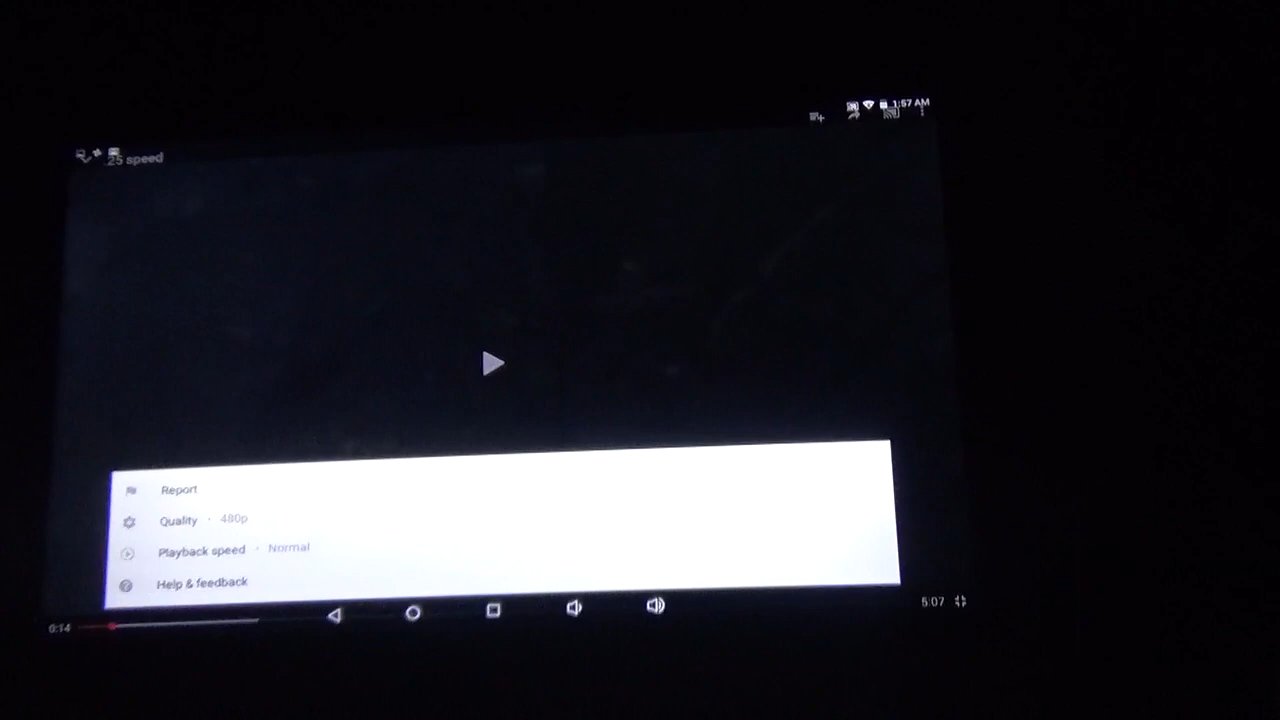 1:57 AM
.25 speed
Report
Quality · 480p
Playback speed · Normal
Help & feedback
0:14
5:07